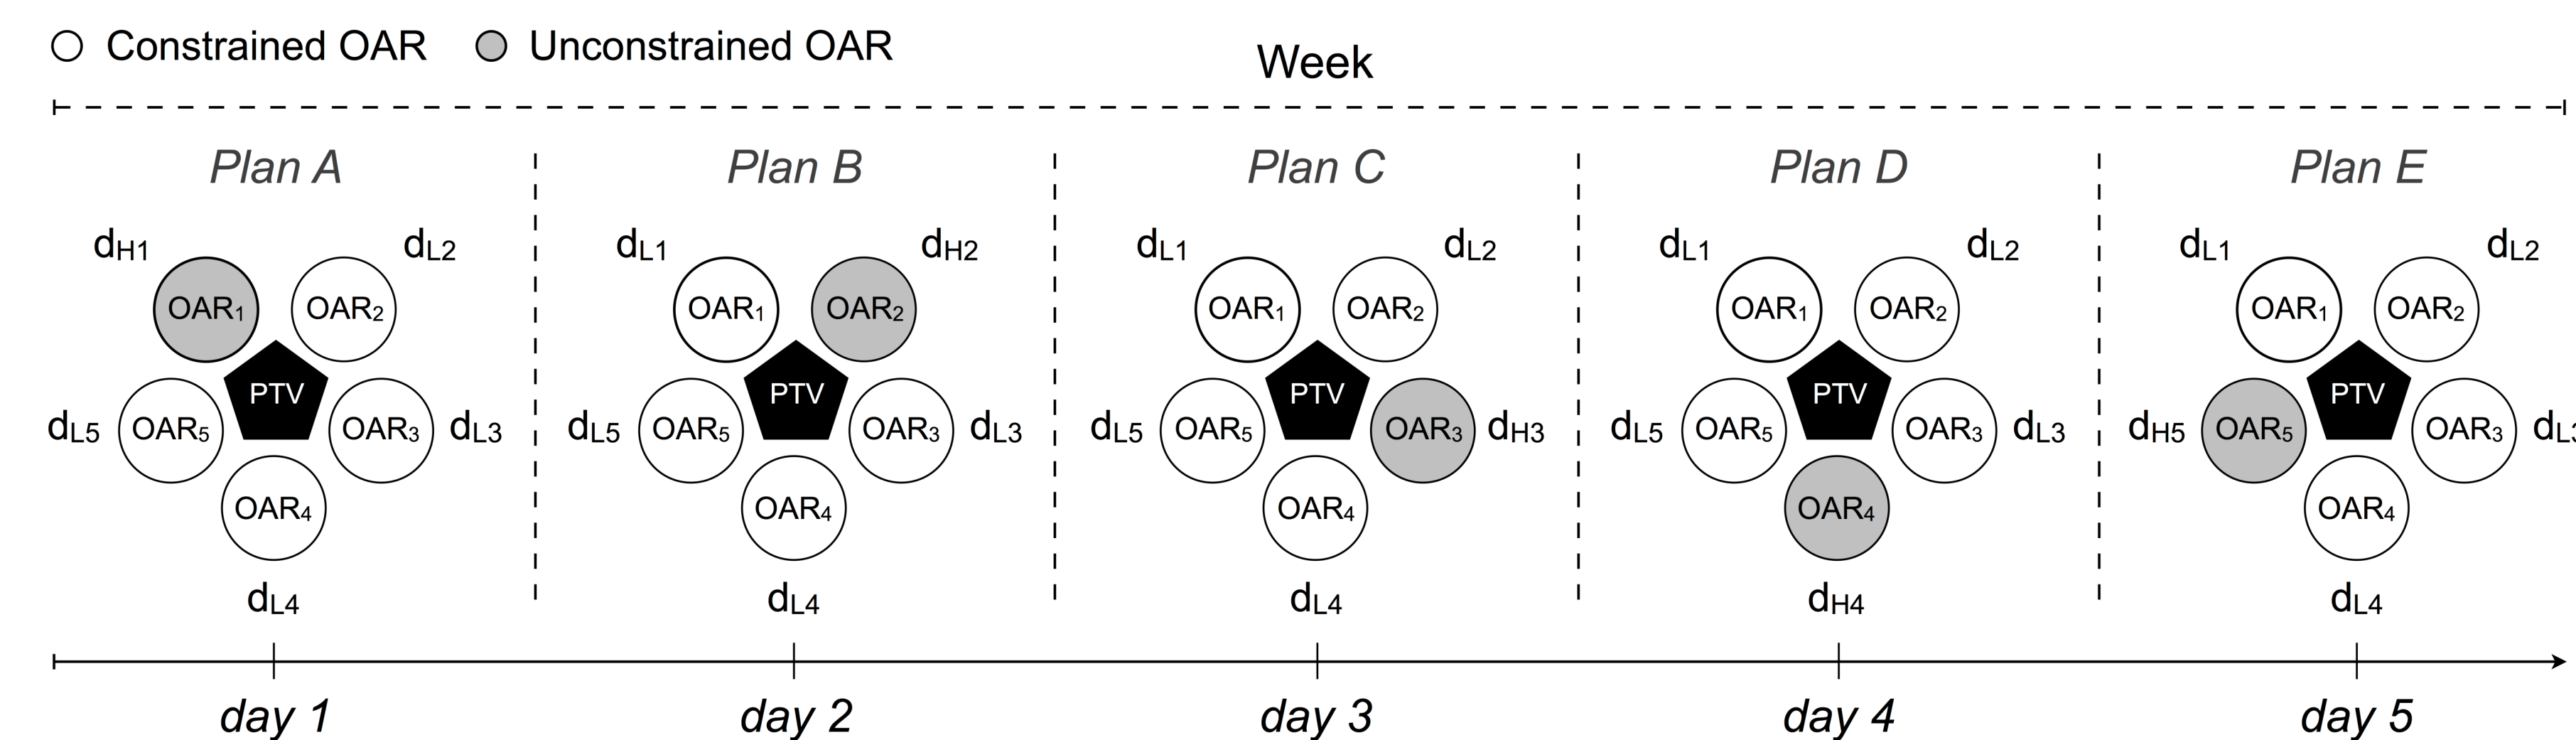 Constrained OAR Unconstrained OAR
Week
Plan A Plan B Plan C Plan D Plan E
dH1 dL2 dL1 dH2 dL1 dL2 dL1 dL2 dL1 dL2
OAR1 OAR2 OAR1 OAR2 OAR1 OAR2 OAR1 OAR2 OAR1 OAR2
PTV PTV PTV PTV PTV
dL5 OAR5 OAR3 dL3 dL5 OAR5 OAR3 dL3 dL5 OAR5 OAR3 dH3 dL5 OAR5 OAR3 dL3 dH5 OAR5 OAR3 dL3
OAR4 OAR4 OAR4 OAR4 OAR4
dL4 dL4 dL4 dH4 dL4
day 1 day 2 day 3 day 4 day 5